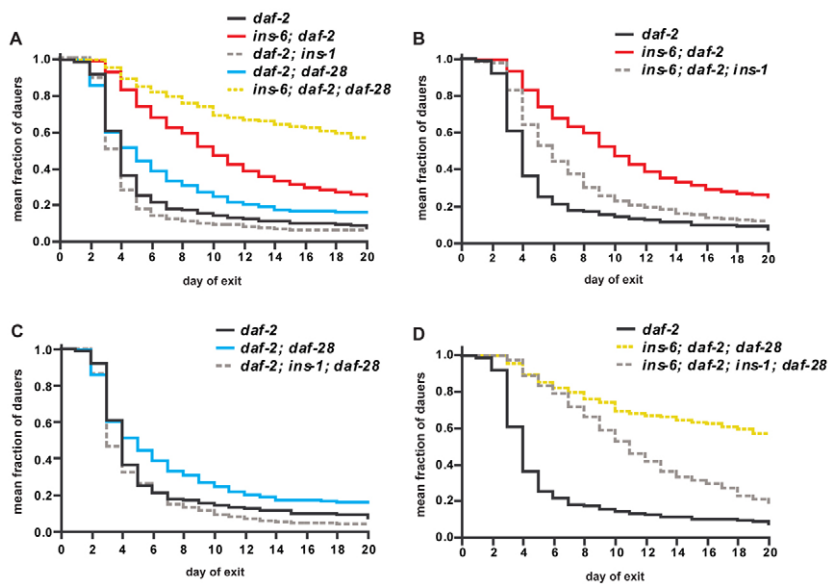 A
daf-2
ins-6; daf-2
daf-2; ins-1
daf-2; daf-28
ins-6; daf-2; daf-28
mean fraction of dauers
1.0
0.8
0.6
0.4
0.2
0.0
0 2 4 6 8 10 12 14 16 18 20
day of exit
B
daf-2
ins-6; daf-2
ins-6; daf-2; ins-1
mean fraction of dauers
1.0
0.8
0.6
0.4
0.2
0.0
0 2 4 6 8 10 12 14 16 18 20
day of exit
C
daf-2
daf-2; daf-28
daf-2; ins-1; daf-28
mean fraction of dauers
1.0
0.8
0.6
0.4
0.2
0.0
0 2 4 6 8 10 12 14 16 18 20
day of exit
D
daf-2
ins-6; daf-2; daf-28
ins-6; daf-2; ins-1; daf-28
mean fraction of dauers
1.0
0.8
0.6
0.4
0.2
0.0
0 2 4 6 8 10 12 14 16 18 20
day of exit